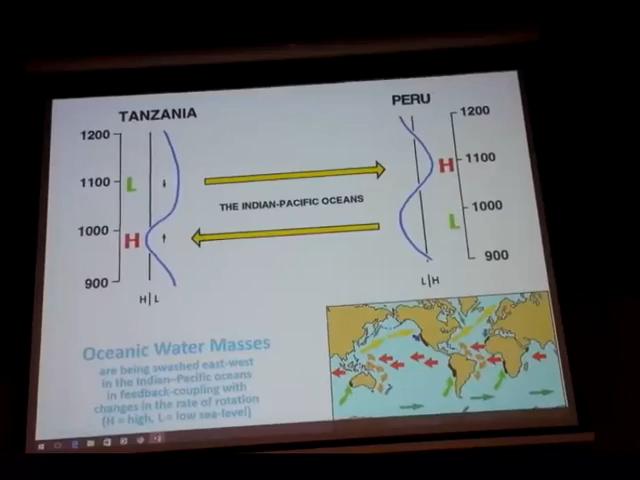 TANZANIA
PERU
1200
1100
1000
900
L
H
H|L
THE INDIAN-PACIFIC OCEANS
1200
1100
1000
900
H
L
L|H
Oceanic Water Masses
are being swashed east-west
in the Indian-Pacific oceans
in feedback-coupling with
changes in the rate of rotation
(H = high, L = low sea-level)